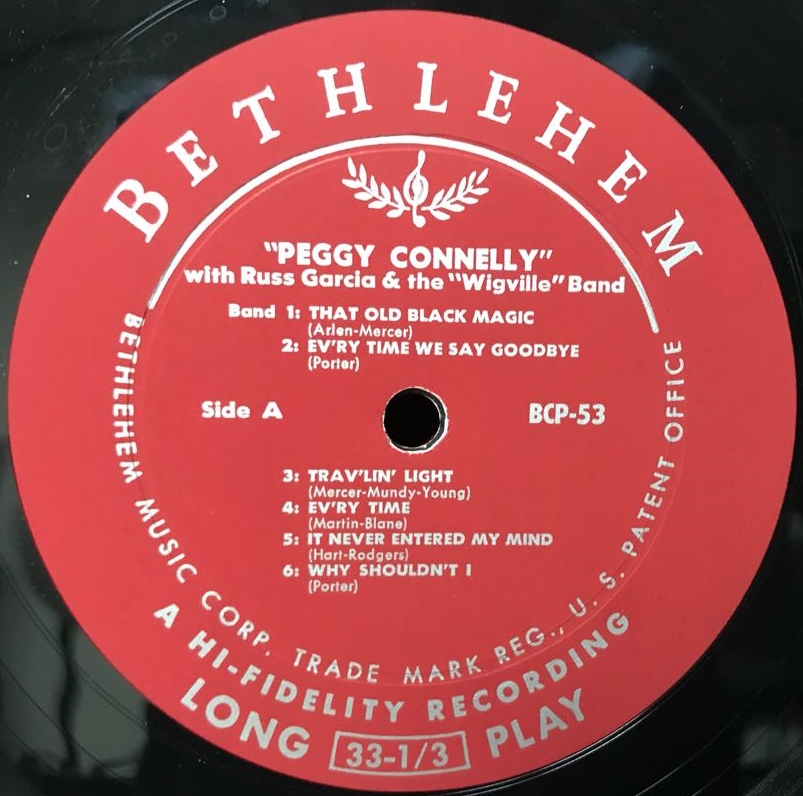 BETHLEHEM
"PEGGY CONNELLY"
with Russ Garcia & the "Wigville" Band
Band 1: THAT OLD BLACK MAGIC
(Arlen-Mercer)
2: EV'RY TIME WE SAY GOODBYE
(Porter)
Side A
BCP-53
3: TRAV'LIN' LIGHT
(Mercer-Mundy-Young)
4: EV'RY TIME
(Martin-Blane)
5: IT NEVER ENTERED MY MIND
(Hart-Rodgers)
6: WHY SHOULDN'T I
(Porter)
BETHLEHEM MUSIC CORP. TRADE MARK REG., U. S. PATENT OFFICE
A HI-FIDELITY RECORDING
LONG 33-1/3 PLAY